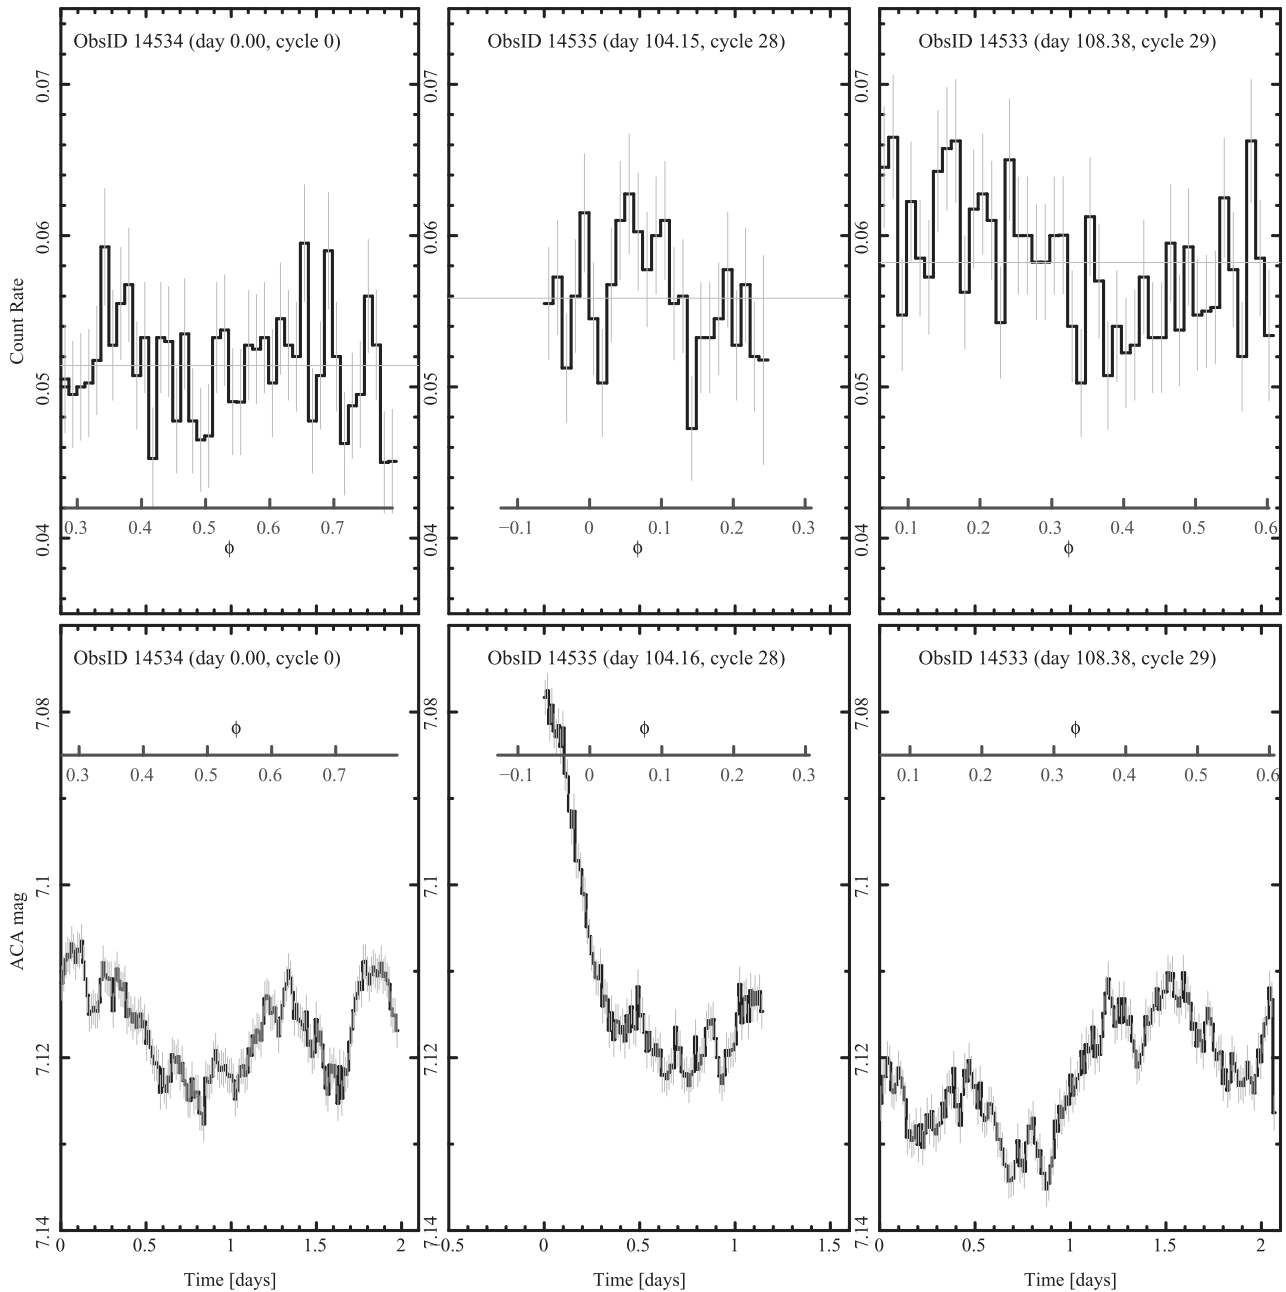 ObsID 14534 (day 0.00, cycle 0)
ObsID 14535 (day 104.15, cycle 28)
ObsID 14533 (day 108.38, cycle 29)
0.07
0.06
0.05
0.04
Count Rate
0.07
0.06
0.05
0.04
0.07
0.06
0.05
0.04
0.3 0.4 0.5 0.6 0.7
ϕ
−0.1 0 0.1 0.2 0.3
ϕ
0.1 0.2 0.3 0.4 0.5 0.6
ϕ
ObsID 14534 (day 0.00, cycle 0)
ObsID 14535 (day 104.16, cycle 28)
ObsID 14533 (day 108.38, cycle 29)
ϕ
0.3 0.4 0.5 0.6 0.7
ϕ
−0.1 0 0.1 0.2 0.3
ϕ
0.1 0.2 0.3 0.4 0.5 0.6
7.08
7.1
7.12
7.14
ACA mag
7.08
7.1
7.12
7.14
7.08
7.1
7.12
7.14
0 0.5 1 1.5 2
−0.5 0 0.5 1 1.5
0 0.5 1 1.5 2
Time [days]
Time [days]
Time [days]